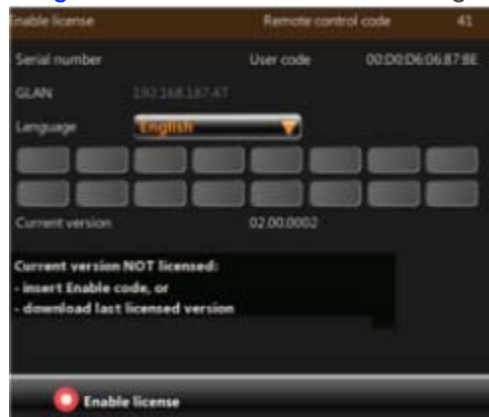 Enable license Remote control code 41
Serial number User code 00:D0:D6:06:87:BE
GLAN 192.168.187.47
Language English
Current version 02.00.0002
Current version NOT licensed:
- insert Enable code, or
- download last licensed version
Enable license